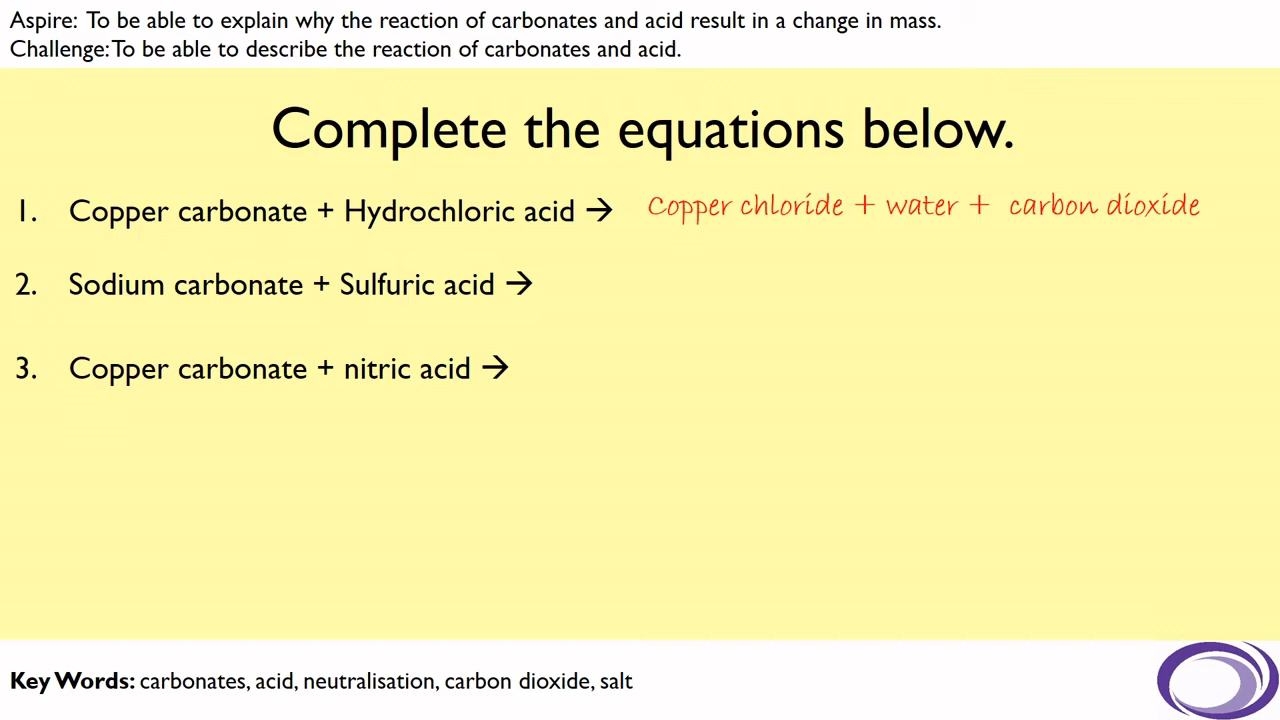 Aspire: To be able to explain why the reaction of carbonates and acid result in a change in mass.
Challenge: To be able to describe the reaction of carbonates and acid.
Complete the equations below.
1. Copper carbonate + Hydrochloric acid → Copper chloride + water + carbon dioxide
2. Sodium carbonate + Sulfuric acid →
3. Copper carbonate + nitric acid →
Key Words: carbonates, acid, neutralisation, carbon dioxide, salt